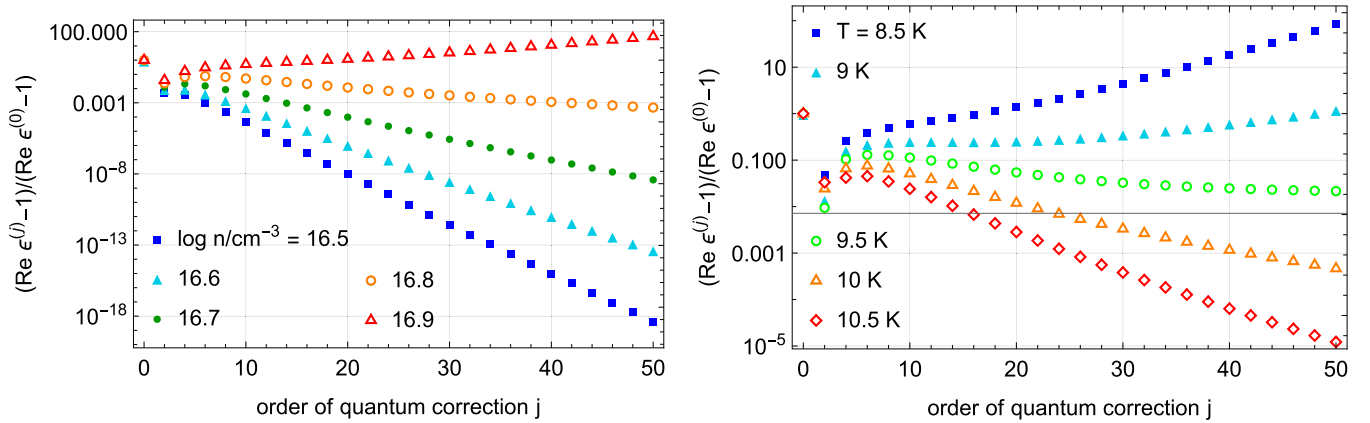 (Re ϵ^(j)−1)/(Re ϵ^(0)−1)
100.000
0.001
10^−8
10^−13
10^−18
log n/cm^−3 = 16.5
16.6
16.7
16.8
16.9
0 10 20 30 40 50
order of quantum correction j
(Re ϵ^(j)−1)/(Re ϵ^(0)−1)
10
0.100
0.001
10^−5
T = 8.5 K
9 K
9.5 K
10 K
10.5 K
0 10 20 30 40 50
order of quantum correction j